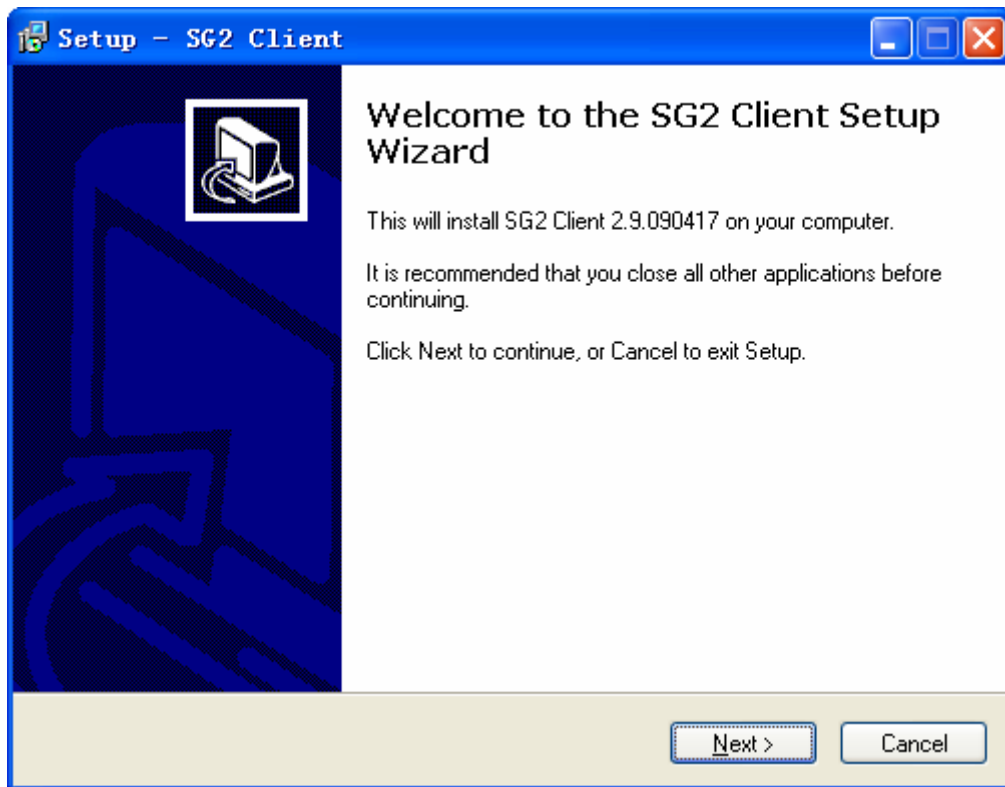 Setup - SG2 Client
Welcome to the SG2 Client Setup
Wizard
This will install SG2 Client 2.9.090417 on your computer.
It is recommended that you close all other applications before
continuing.
Click Next to continue, or Cancel to exit Setup.
Next >
Cancel